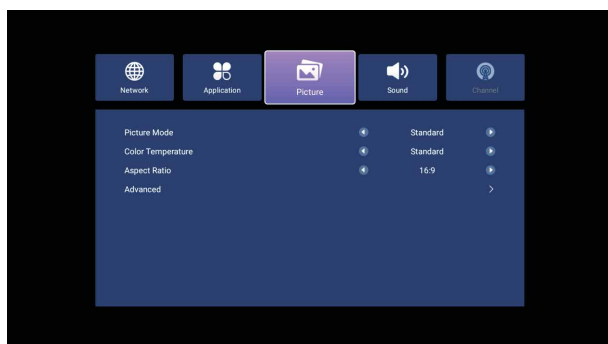 Network Application Picture Sound Channel
Picture Mode Standard
Color Temperature Standard
Aspect Ratio 16:9
Advanced